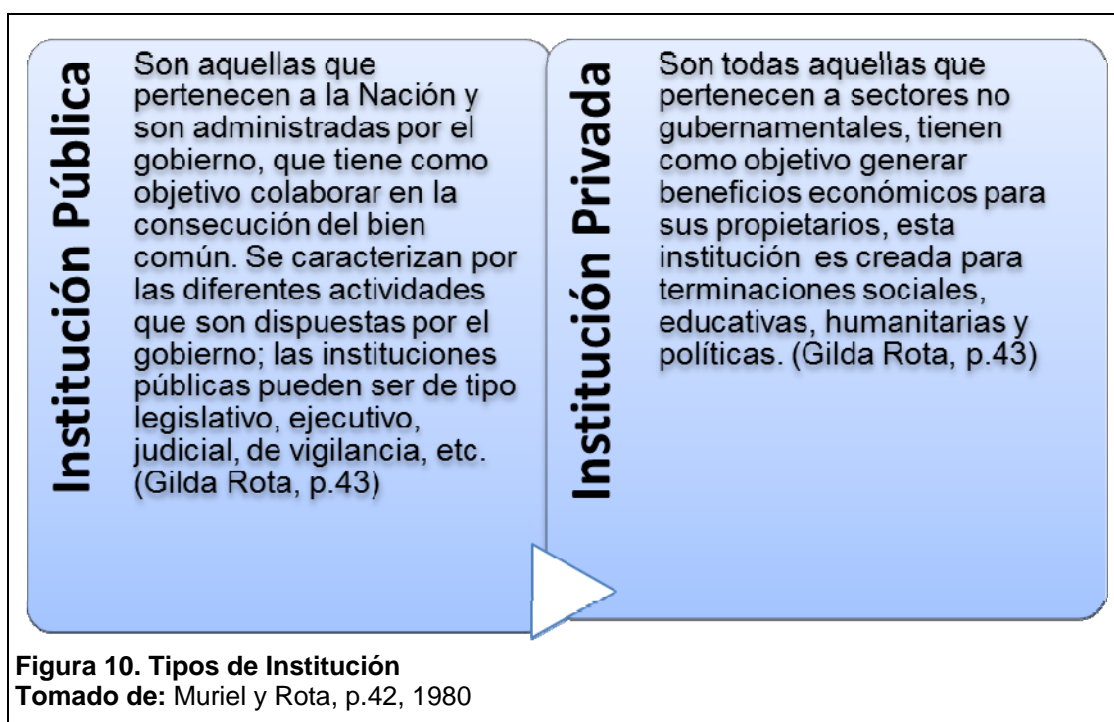 Institución Pública
Son aquellas que
pertenecen a la Nación y
son administradas por el
gobierno, que tiene como
objetivo colaborar en la
consecución del bien
común. Se caracterizan por
las diferentes actividades
que son dispuestas por el
gobierno; las instituciones
públicas pueden ser de tipo
legislativo, ejecutivo,
judicial, de vigilancia, etc.
(Gilda Rota, p.43)
Institución Privada
Son todas aquellas que
pertenecen a sectores no
gubernamentales, tienen
como objetivo generar
beneficios económicos para
sus propietarios, esta
institución es creada para
terminaciones sociales,
educativas, humanitarias y
políticas. (Gilda Rota, p.43)
Figura 10. Tipos de Institución
Tomado de: Muriel y Rota, p.42, 1980